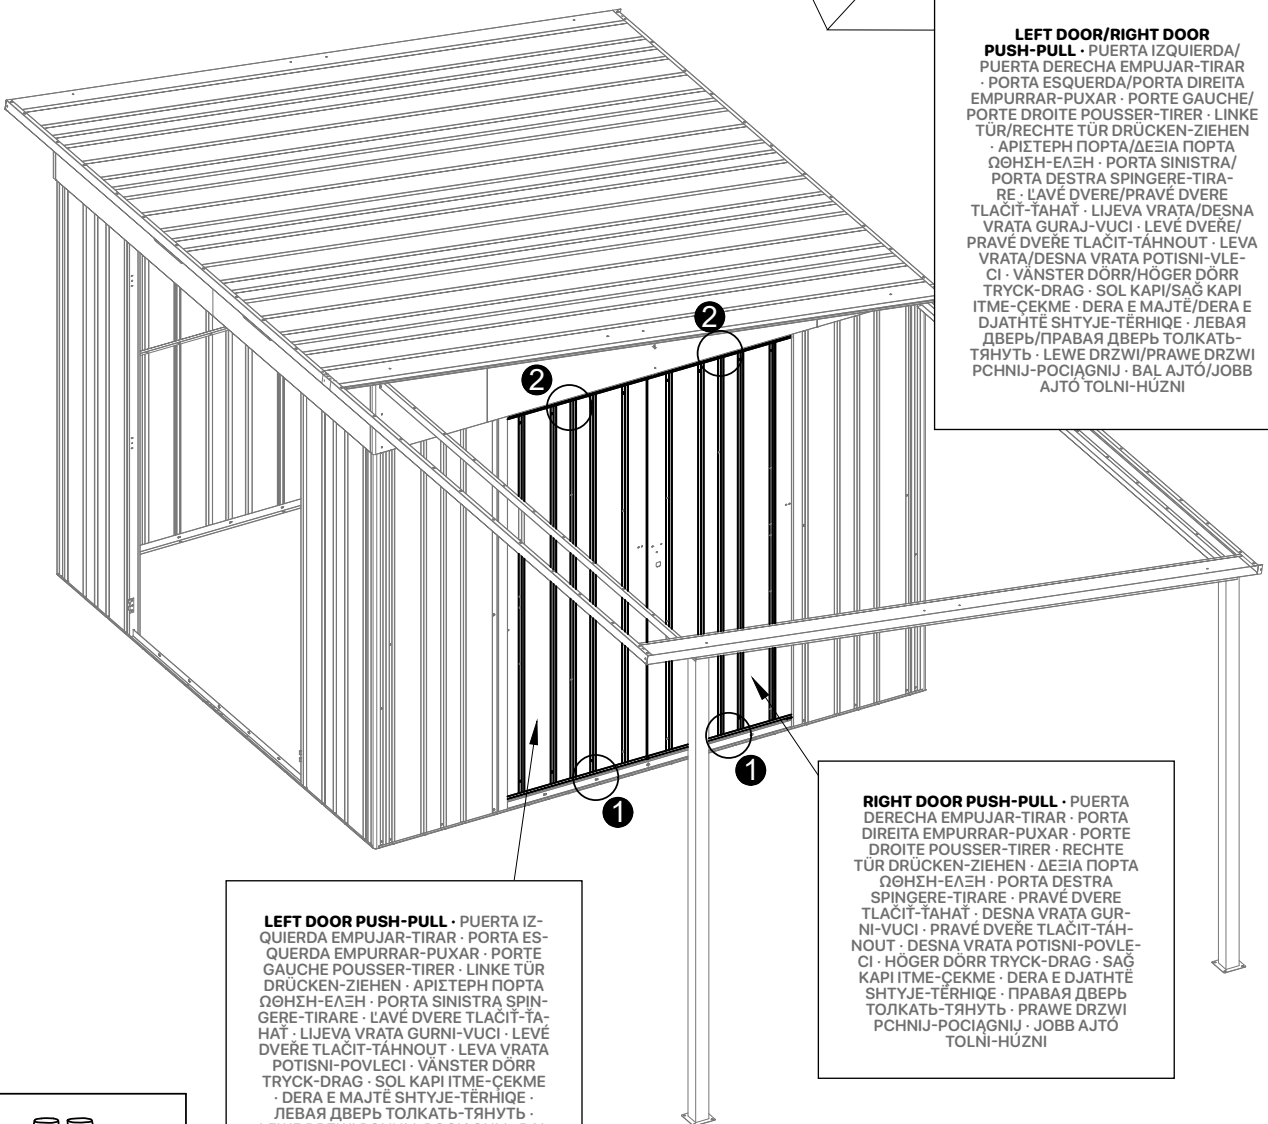 LEFT DOOR/RIGHT DOOR
PUSH-PULL · PUERTA IZQUIERDA/
PUERTA DERECHA EMPUJAR-TIRAR
· PORTA ESQUERDA/PORTA DIREITA
EMPURRAR-PUXAR · PORTE GAUCHE/
PORTE DROITE POUSSER-TIRER · LINKE
TÜR/RECHTE TÜR DRÜCKEN-ZIEHEN
· ΑΡΙΣΤΕΡΗ ΠΟΡΤΑ/ΔΕΞΙΑ ΠΟΡΤΑ
ΩΘΗΣΗ-ΕΛΞΗ · PORTA SINISTRA/
PORTA DESTRA SPINGERE-TIRA-
RE · ĽAVÉ DVERE/PRAVÉ DVERE
TLAČIŤ-ŤAHAŤ · LIJEVA VRATA/DESNA
VRATA GURAJ-VUCI · LEVÉ DVEŘE/
PRAVÉ DVEŘE TLAČIT-TÁHNOUT · LEVA
VRATA/DESNA VRATA POTISNI-VLE-
CI · VÄNSTER DÖRR/HÖGER DÖRR
TRYCK-DRAG · SOL KAPI/SAĞ KAPI
ITME-ÇEKME · DERA E MAJTË/DERA E
DJATHTË SHTYJE-TËRHIQE · ЛЕВАЯ
ДВЕРЬ/ПРАВАЯ ДВЕРЬ ТОЛКАТЬ-
ТЯНУТЬ · LEWE DRZWI/PRAWE DRZWI
PCHNIJ-POCIĄGNIJ · BAL AJTÓ/JOBB
AJTÓ TOLNI-HÚZNI
2
2
1
1
RIGHT DOOR PUSH-PULL · PUERTA
DERECHA EMPUJAR-TIRAR · PORTA
DIREITA EMPURRAR-PUXAR · PORTE
DROITE POUSSER-TIRER · RECHTE
TÜR DRÜCKEN-ZIEHEN · ΔΕΞΙΑ ΠΟΡΤΑ
ΩΘΗΣΗ-ΕΛΞΗ · PORTA DESTRA
SPINGERE-TIRARE · PRAVÉ DVERE
TLAČIŤ-ŤAHAŤ · DESNA VRATA GUR-
NI-VUCI · PRAVÉ DVEŘE TLAČIT-TÁH-
NOUT · DESNA VRATA POTISNI-POVLE-
CI · HÖGER DÖRR TRYCK-DRAG · SAĞ
KAPI ITME-ÇEKME · DERA E DJATHTË
SHTYJE-TËRHIQE · ПРАВАЯ ДВЕРЬ
ТОЛКАТЬ-ТЯНУТЬ · PRAWE DRZWI
PCHNIJ-POCIĄGNIJ · JOBB AJTÓ
TOLNI-HÚZNI
LEFT DOOR PUSH-PULL · PUERTA IZ-
QUIERDA EMPUJAR-TIRAR · PORTA ES-
QUERDA EMPURRAR-PUXAR · PORTE
GAUCHE POUSSER-TIRER · LINKE TÜR
DRÜCKEN-ZIEHEN · ΑΡΙΣΤΕΡΗ ΠΟΡΤΑ
ΩΘΗΣΗ-ΕΛΞΗ · PORTA SINISTRA SPIN-
GERE-TIRARE · ĽAVÉ DVERE TLAČIŤ-ŤA-
HAŤ · LIJEVA VRATA GURNI-VUCI · LEVÉ
DVEŘE TLAČIT-TÁHNOUT · LEVA VRATA
POTISNI-POVLECI · VÄNSTER DÖRR
TRYCK-DRAG · SOL KAPI ITME-ÇEKME
· DERA E MAJTË SHTYJE-TËRHIQE ·
ЛЕВАЯ ДВЕРЬ ТОЛКАТЬ-ТЯНУТЬ ·